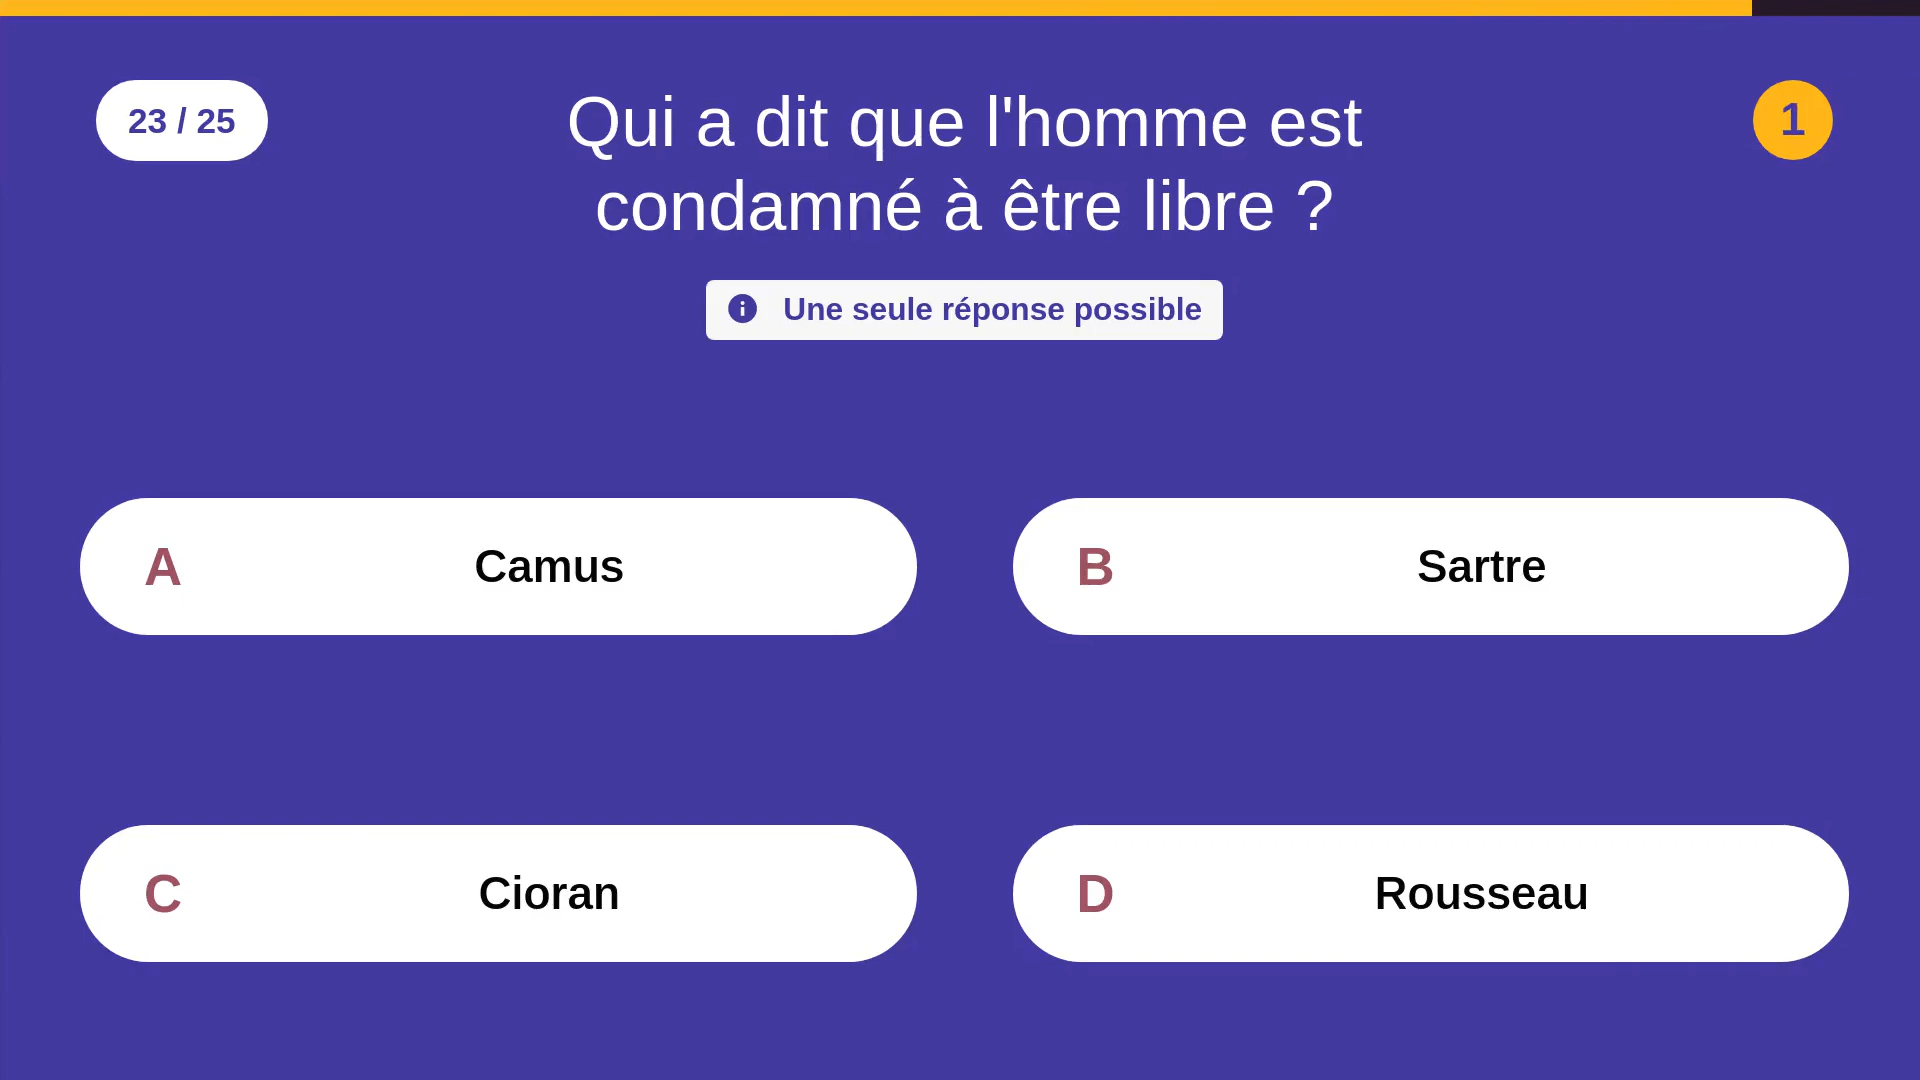 23 / 25
Qui a dit que l'homme est
condamné à être libre ?
1
Une seule réponse possible
A Camus
B Sartre
C Cioran
D Rousseau